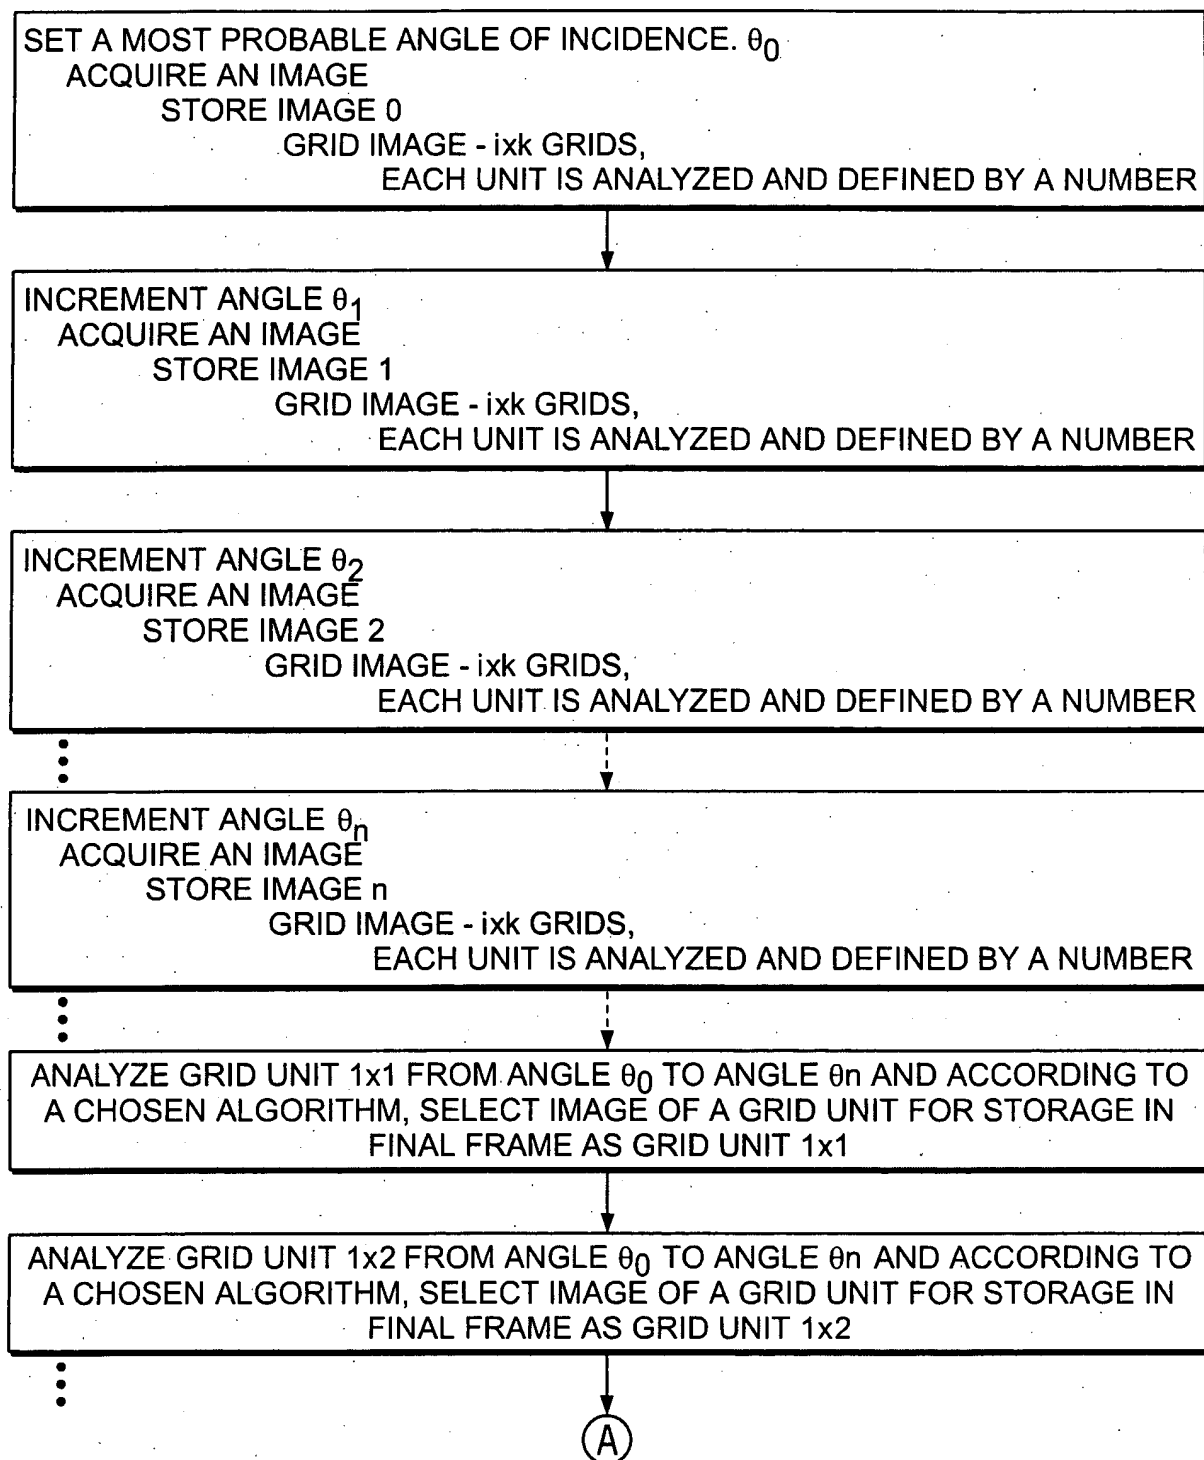 SET A MOST PROBABLE ANGLE OF INCIDENCE. θ0
ACQUIRE AN IMAGE
STORE IMAGE 0
GRID IMAGE - ixk GRIDS,
EACH UNIT IS ANALYZED AND DEFINED BY A NUMBER
INCREMENT ANGLE θ1
ACQUIRE AN IMAGE
STORE IMAGE 1
GRID IMAGE - ixk GRIDS,
EACH UNIT IS ANALYZED AND DEFINED BY A NUMBER
INCREMENT ANGLE θ2
ACQUIRE AN IMAGE
STORE IMAGE 2
GRID IMAGE - ixk GRIDS,
EACH UNIT IS ANALYZED AND DEFINED BY A NUMBER
INCREMENT ANGLE θn
ACQUIRE AN IMAGE
STORE IMAGE n
GRID IMAGE - ixk GRIDS,
EACH UNIT IS ANALYZED AND DEFINED BY A NUMBER
ANALYZE GRID UNIT 1x1 FROM ANGLE θ0 TO ANGLE θn AND ACCORDING TO
A CHOSEN ALGORITHM, SELECT IMAGE OF A GRID UNIT FOR STORAGE IN
FINAL FRAME AS GRID UNIT 1x1
ANALYZE GRID UNIT 1x2 FROM ANGLE θ0 TO ANGLE θn AND ACCORDING TO
A CHOSEN ALGORITHM, SELECT IMAGE OF A GRID UNIT FOR STORAGE IN
FINAL FRAME AS GRID UNIT 1x2
A